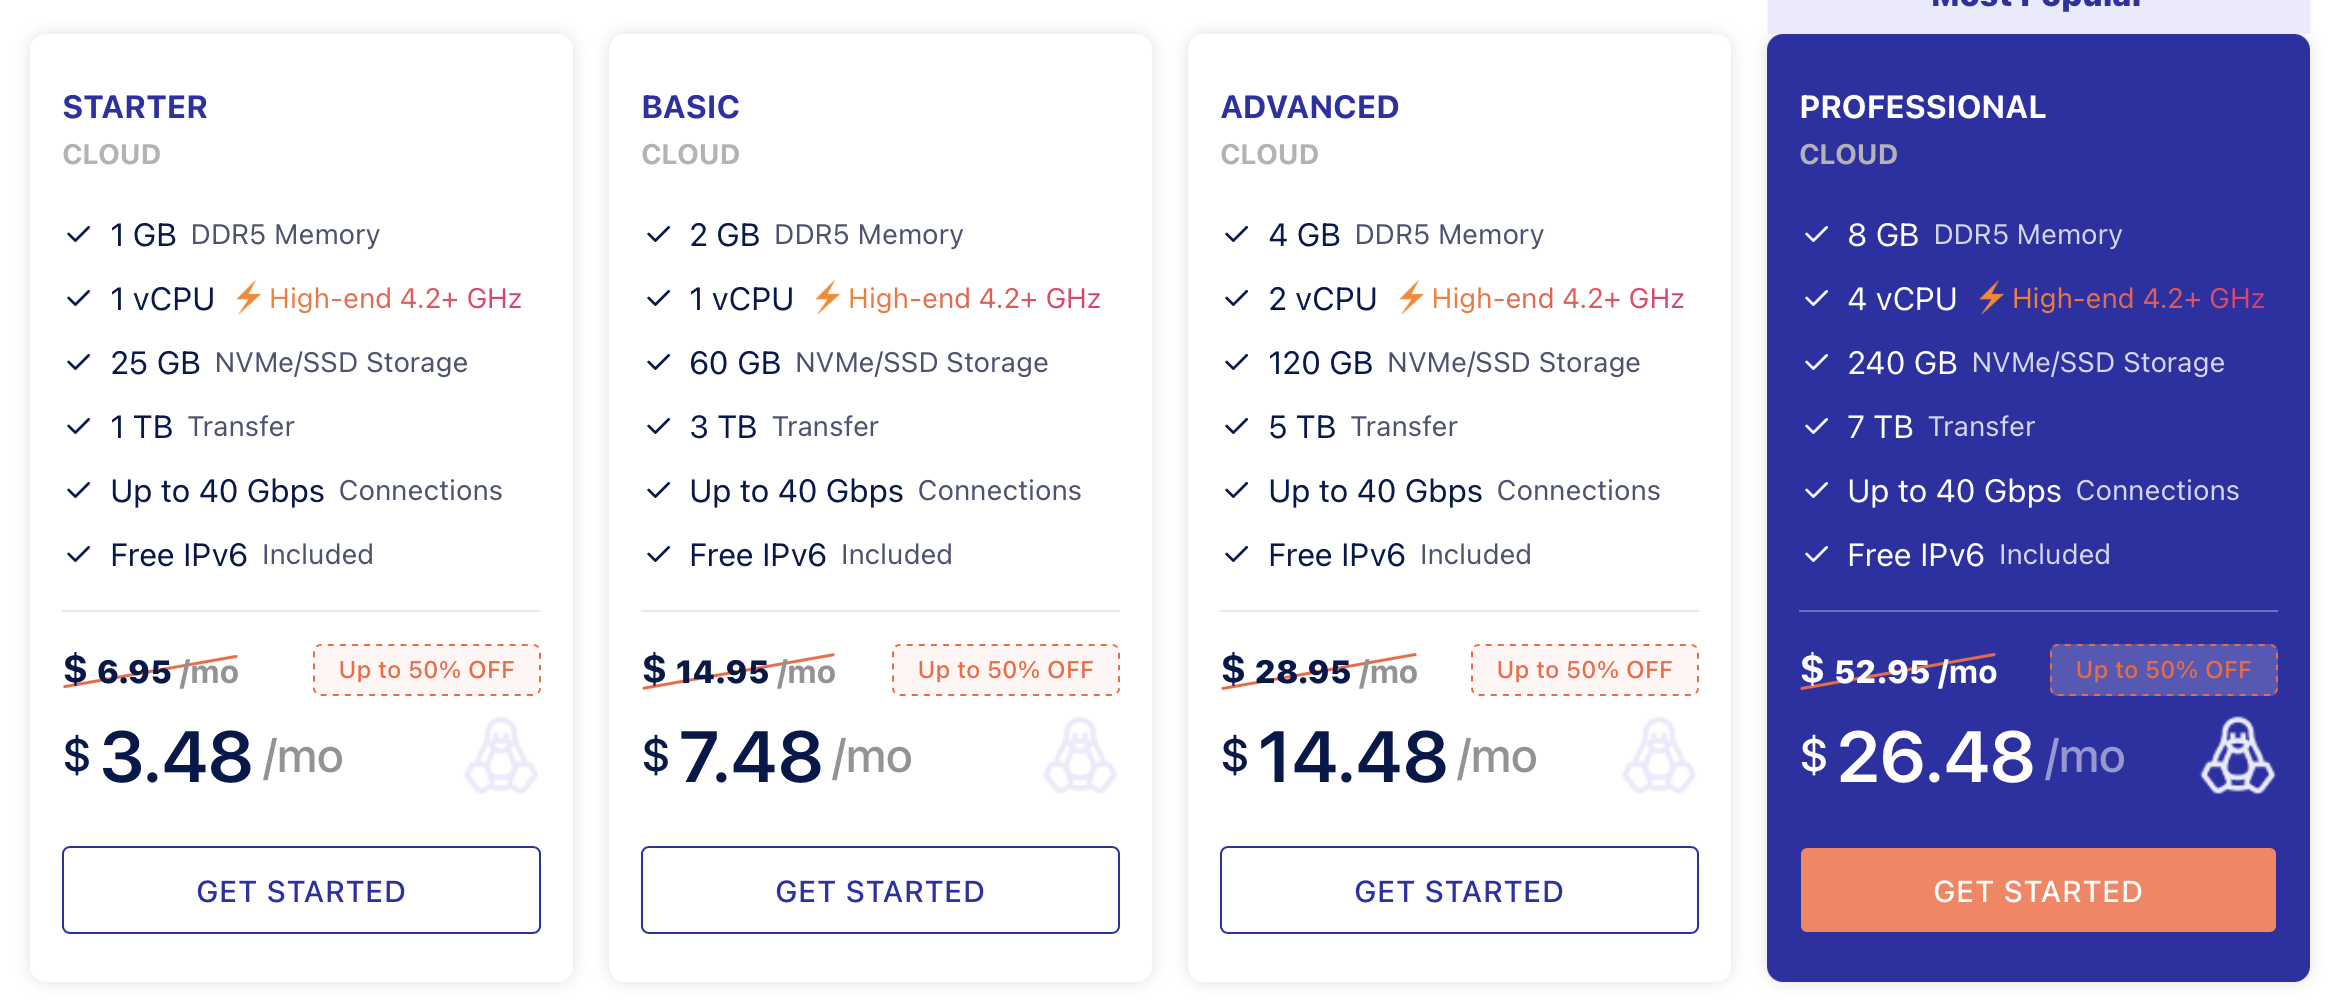 Most Popular
STARTER
CLOUD
1 GB DDR5 Memory
1 vCPU ⚡High-end 4.2+ GHz
25 GB NVMe/SSD Storage
1 TB Transfer
Up to 40 Gbps Connections
Free IPv6 Included
$ 6.95 /mo
Up to 50% OFF
$ 3.48 /mo
GET STARTED
BASIC
CLOUD
2 GB DDR5 Memory
1 vCPU ⚡High-end 4.2+ GHz
60 GB NVMe/SSD Storage
3 TB Transfer
Up to 40 Gbps Connections
Free IPv6 Included
$ 14.95 /mo
Up to 50% OFF
$ 7.48 /mo
GET STARTED
ADVANCED
CLOUD
4 GB DDR5 Memory
2 vCPU ⚡High-end 4.2+ GHz
120 GB NVMe/SSD Storage
5 TB Transfer
Up to 40 Gbps Connections
Free IPv6 Included
$ 28.95 /mo
Up to 50% OFF
$ 14.48 /mo
GET STARTED
PROFESSIONAL
CLOUD
8 GB DDR5 Memory
4 vCPU ⚡High-end 4.2+ GHz
240 GB NVMe/SSD Storage
7 TB Transfer
Up to 40 Gbps Connections
Free IPv6 Included
$ 52.95 /mo
Up to 50% OFF
$ 26.48 /mo
GET STARTED